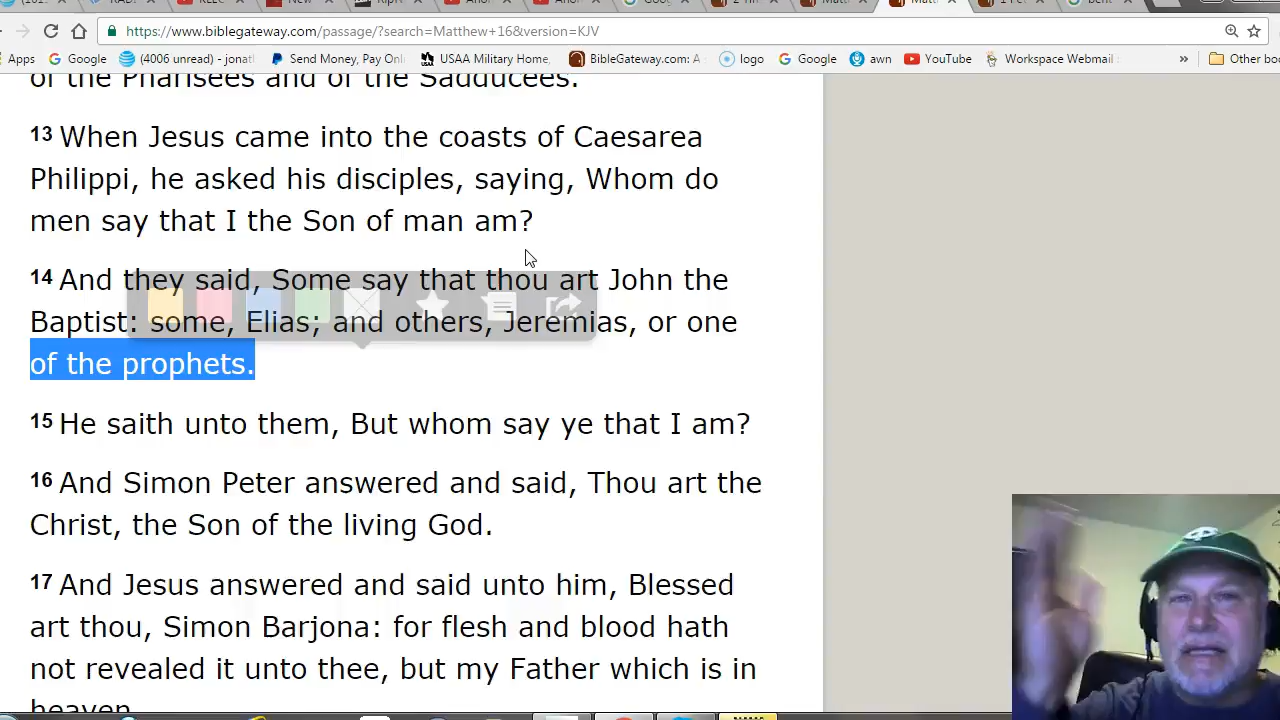 https://www.biblegateway.com/passage/?search=Matthew+16&version=KJV
Apps Google (4006 unread) - jonat Send Money, Pay Onli USAA Military Home, BibleGateway.com: A logo Google awn YouTube Workspace Webmail : » Other boo
of the Pharisees and of the Sadducees.
13 When Jesus came into the coasts of Caesarea
Philippi, he asked his disciples, saying, Whom do
men say that I the Son of man am?
14 And they said, Some say that thou art John the
Baptist: some, Elias; and others, Jeremias, or one
of the prophets.
15 He saith unto them, But whom say ye that I am?
16 And Simon Peter answered and said, Thou art the
Christ, the Son of the living God.
17 And Jesus answered and said unto him, Blessed
art thou, Simon Barjona: for flesh and blood hath
not revealed it unto thee, but my Father which is in
heaven.